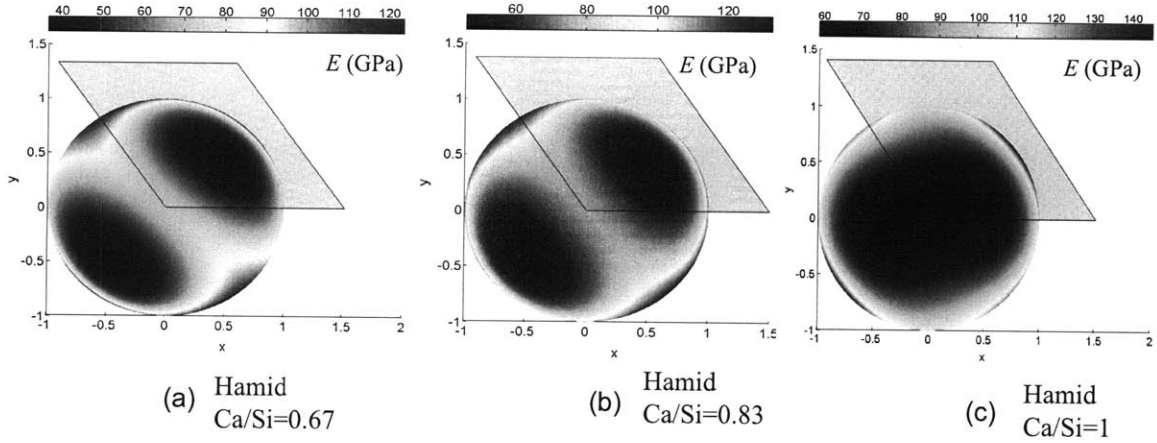 40 50 60 70 80 90 100 110 120
E (GPa)
1.5
1
0.5
0
-0.5
-1
y
-1 -0.5 0 0.5 1 1.5 2
x
(a) Hamid
Ca/Si=0.67
60 80 100 120
E (GPa)
1.5
1
0.5
0
-0.5
-1
y
-1 -0.5 0 0.5 1 1.5
x
(b) Hamid
Ca/Si=0.83
60 70 80 90 100 110 120 130 140
E (GPa)
1.5
1
0.5
0
-0.5
-1
y
-1 -0.5 0 0.5 1 1.5 2
x
(c) Hamid
Ca/Si=1